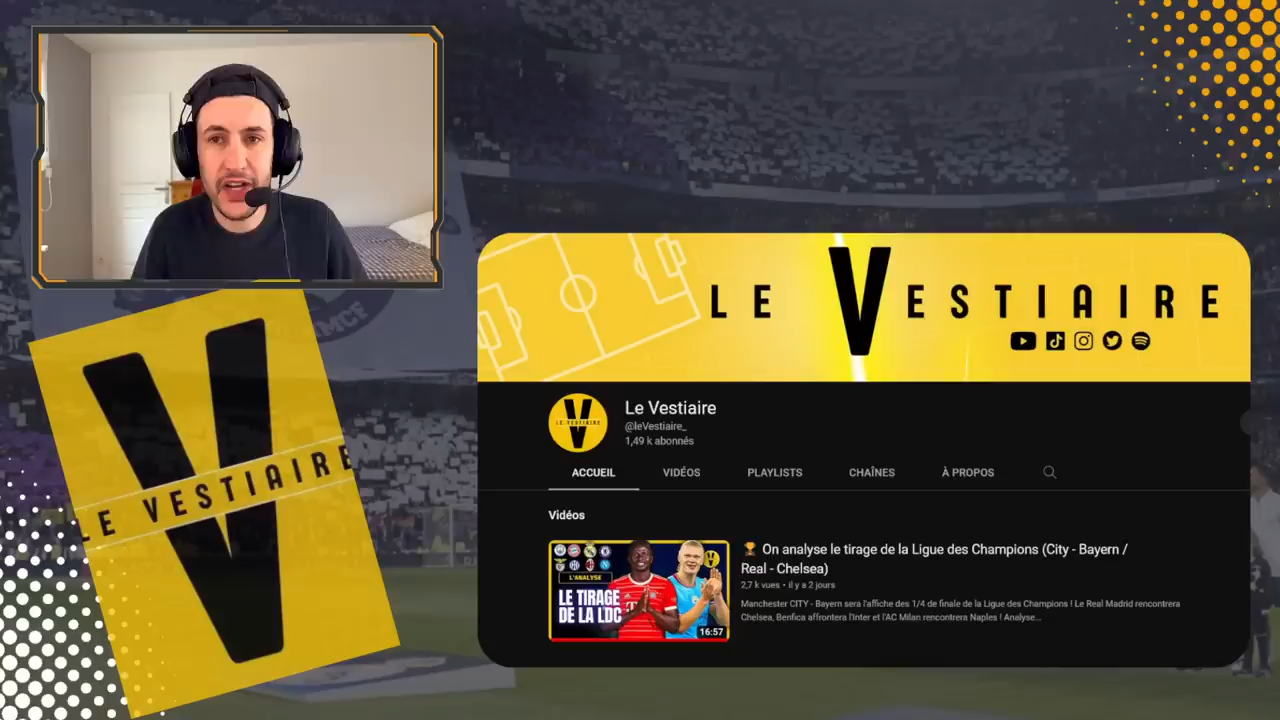 LE VESTIAIRE
LE VESTIAIRE
LE VESTIAIRE
Le Vestiaire
@leVestiaire_
1,49 k abonnés
ACCUEIL VIDÉOS PLAYLISTS CHAÎNES À PROPOS
Vidéos
L'ANALYSE
LE TIRAGE
DE LA LDC
16:57
🏆 On analyse le tirage de la Ligue des Champions (City - Bayern /
Real - Chelsea)
2,7 k vues • il y a 2 jours
Manchester CITY - Bayern sera l'affiche des 1/4 de finale de la Ligue des Champions ! Le Real Madrid rencontrera
Chelsea, Benfica affrontera l'Inter et l'AC Milan rencontrera Naples ! Analyse...